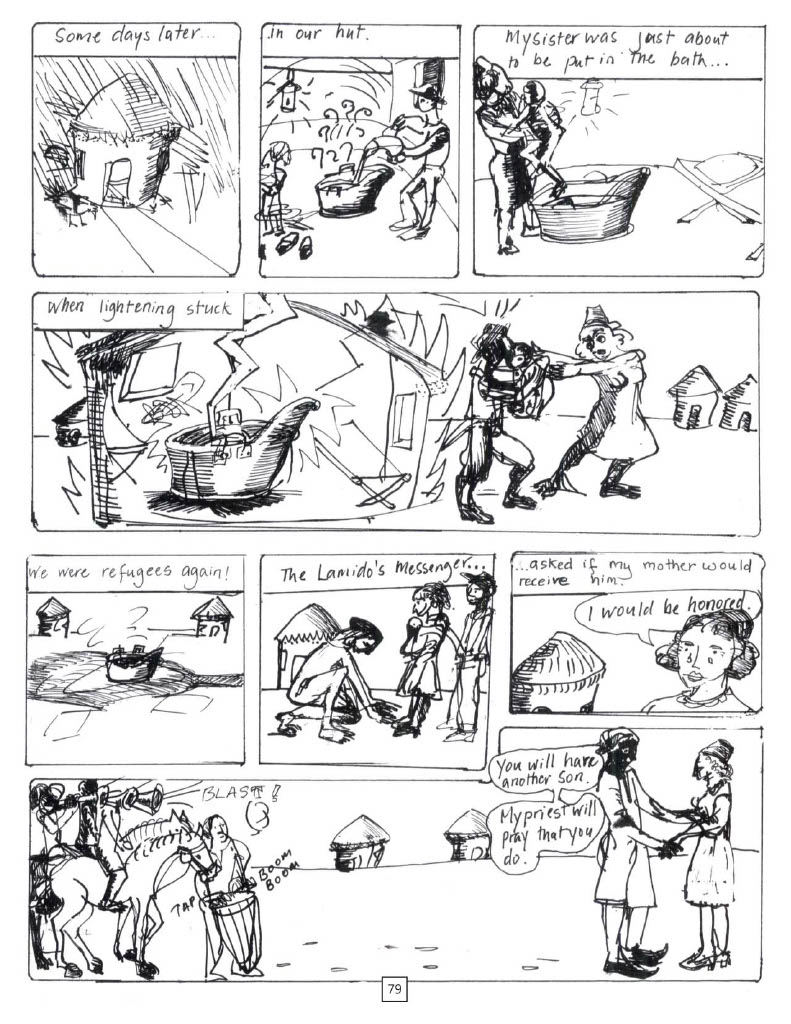 Some days later...
In our hut.
My sister was just about
to be put in the bath...
When lightening stuck
We were refugees again!
The Lamido's Messenger...
...asked if my mother would
receive him.
I would be honored.
BLAST!!
BOOM
BOOM
TAP
You will have
another son.
My priest will
pray that you
do.
79